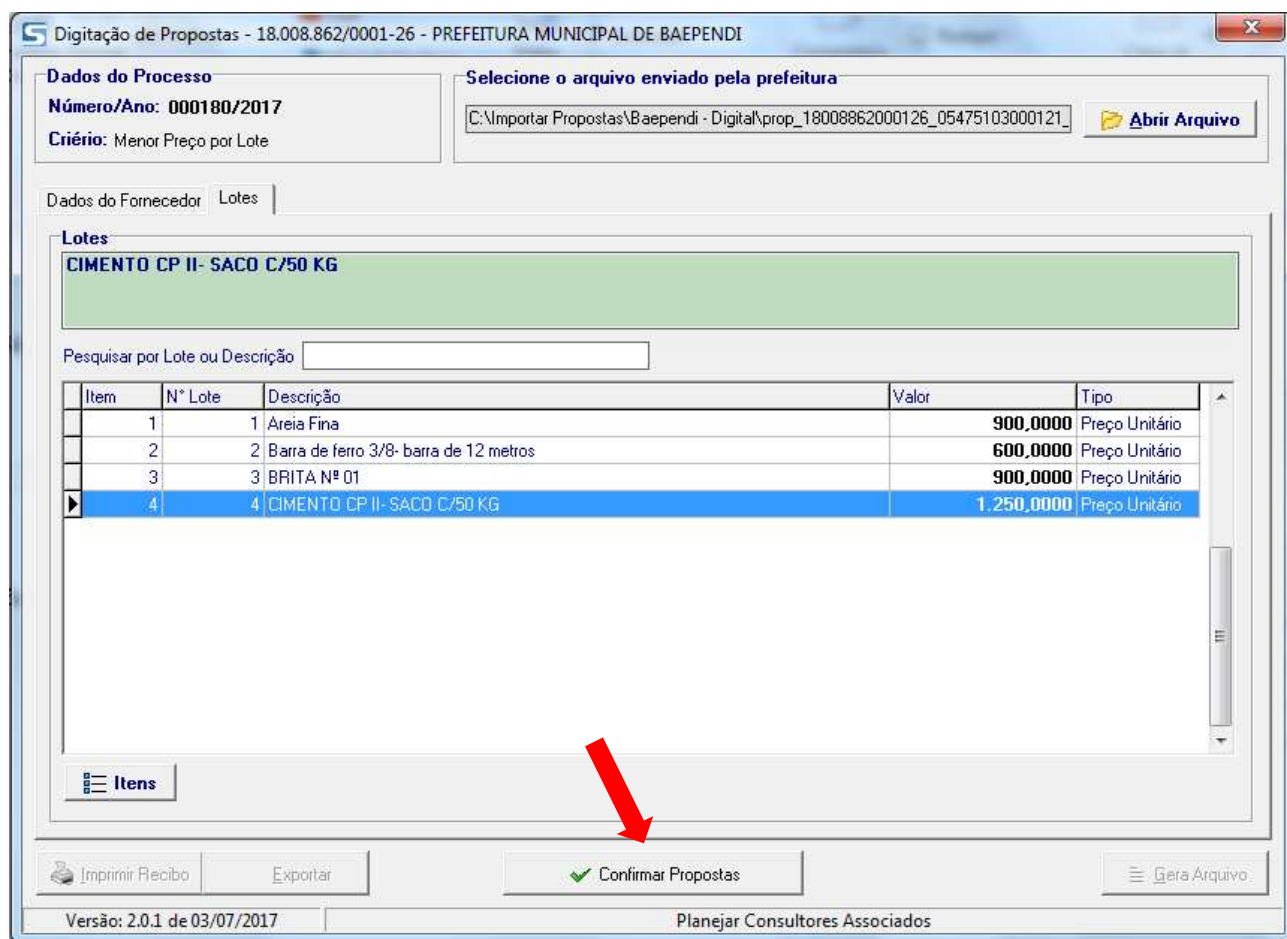 Digitação de Propostas - 18.008.862/0001-26 - PREFEITURA MUNICIPAL DE BAEPENDI
Dados do Processo
Número/Ano: 000180/2017
Criério: Menor Preço por Lote
Selecione o arquivo enviado pela prefeitura
C:\Importar Propostas\Baependi - Digital\prop_18008862000126_05475103000121_
Abrir Arquivo
Dados do Fornecedor Lotes
Lotes
CIMENTO CP II- SACO C/50 KG
Pesquisar por Lote ou Descrição
Item N° Lote Descrição Valor Tipo
1 1 Areia Fina 900,0000 Preço Unitário
2 2 Barra de ferro 3/8- barra de 12 metros 600,0000 Preço Unitário
3 3 BRITA Nº 01 900,0000 Preço Unitário
4 4 CIMENTO CP II- SACO C/50 KG 1.250,0000 Preço Unitário
Itens
Imprimir Recibo Exportar Confirmar Propostas Gera Arquivo
Versão: 2.0.1 de 03/07/2017 Planejar Consultores Associados